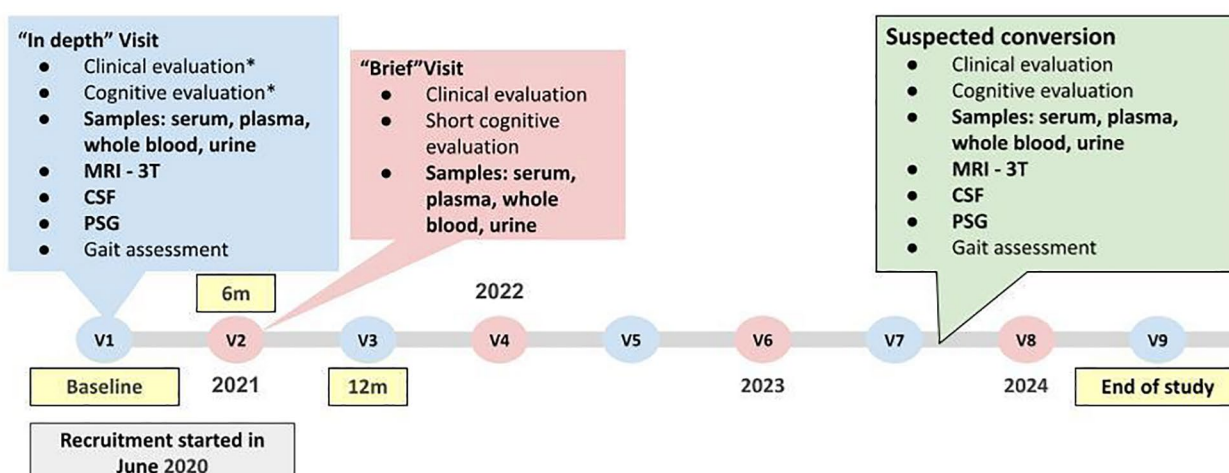 “In depth” Visit
● Clinical evaluation*
● Cognitive evaluation*
● Samples: serum, plasma,
whole blood, urine
● MRI - 3T
● CSF
● PSG
● Gait assessment
“Brief”Visit
● Clinical evaluation
● Short cognitive
evaluation
● Samples: serum,
plasma, whole
blood, urine
Suspected conversion
● Clinical evaluation
● Cognitive evaluation
● Samples: serum, plasma,
whole blood, urine
● MRI - 3T
● CSF
● PSG
● Gait assessment
6m
2022
V1
V2
V3
V4
V5
V6
V7
V8
V9
Baseline
2021
12m
2023
2024
End of study
Recruitment started in
June 2020